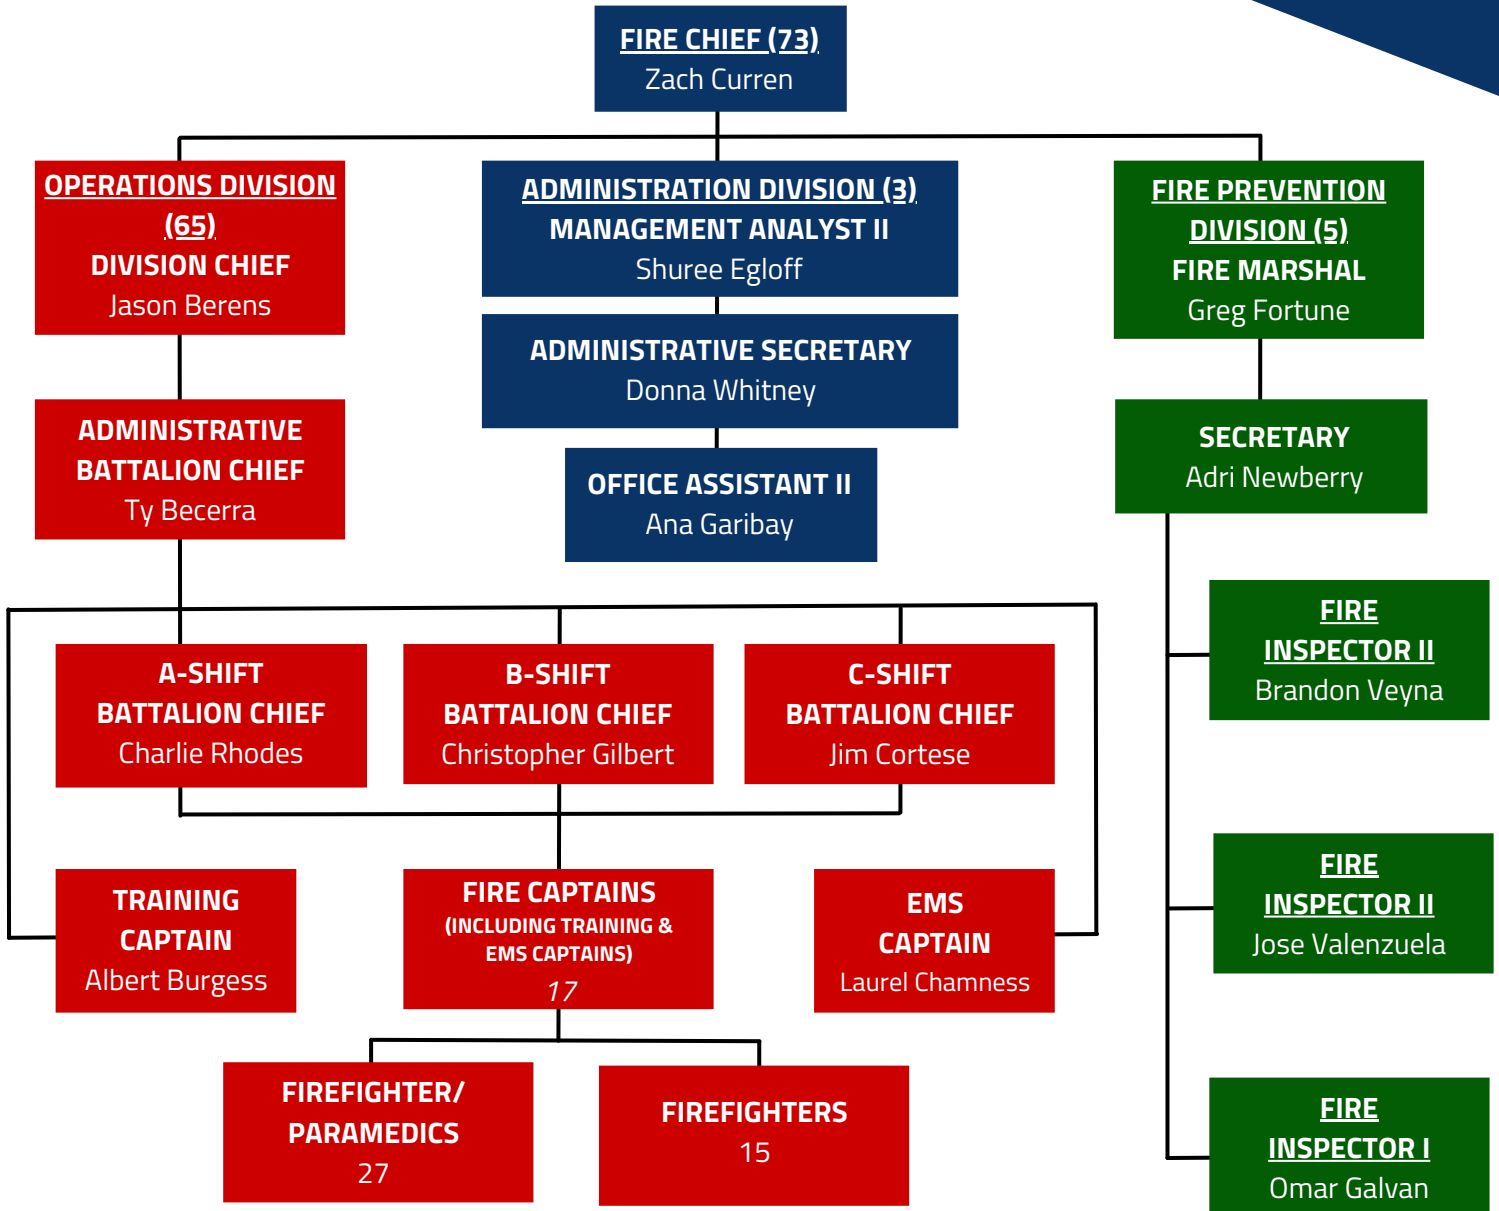 FIRE CHIEF (73)
Zach Curren
OPERATIONS DIVISION
(65)
DIVISION CHIEF
Jason Berens
ADMINISTRATION DIVISION (3)
MANAGEMENT ANALYST II
Shuree Egloff
FIRE PREVENTION
DIVISION (5)
FIRE MARSHAL
Greg Fortune
ADMINISTRATIVE SECRETARY
Donna Whitney
ADMINISTRATIVE
BATTALION CHIEF
Ty Becerra
SECRETARY
Adri Newberry
OFFICE ASSISTANT II
Ana Garibay
FIRE
INSPECTOR II
Brandon Veyna
A-SHIFT
BATTALION CHIEF
Charlie Rhodes
B-SHIFT
BATTALION CHIEF
Christopher Gilbert
C-SHIFT
BATTALION CHIEF
Jim Cortese
FIRE
INSPECTOR II
Jose Valenzuela
TRAINING
CAPTAIN
Albert Burgess
FIRE CAPTAINS
(INCLUDING TRAINING &
EMS CAPTAINS)
17
EMS
CAPTAIN
Laurel Chamness
FIREFIGHTER/
PARAMEDICS
27
FIREFIGHTERS
15
FIRE
INSPECTOR I
Omar Galvan